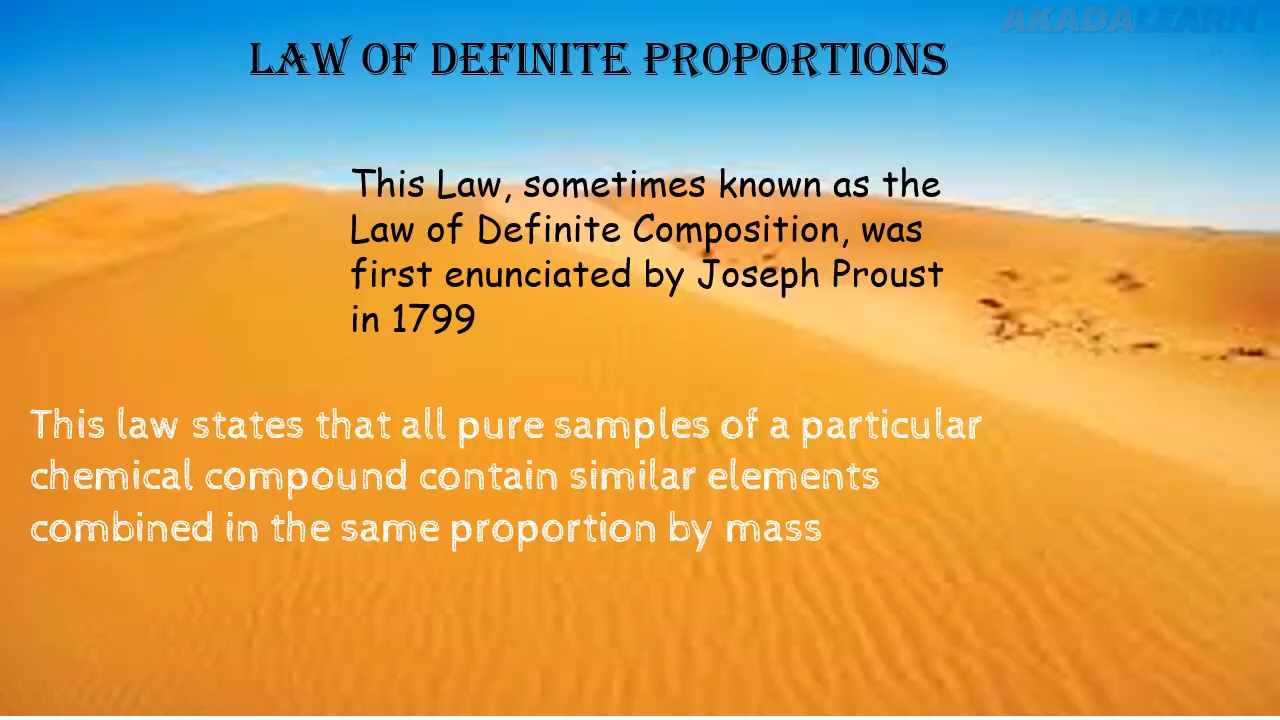 AKADALEARN
LAW OF DEFINITE PROPORTIONS
This Law, sometimes known as the
Law of Definite Composition, was
first enunciated by Joseph Proust
in 1799
This law states that all pure samples of a particular
chemical compound contain similar elements
combined in the same proportion by mass